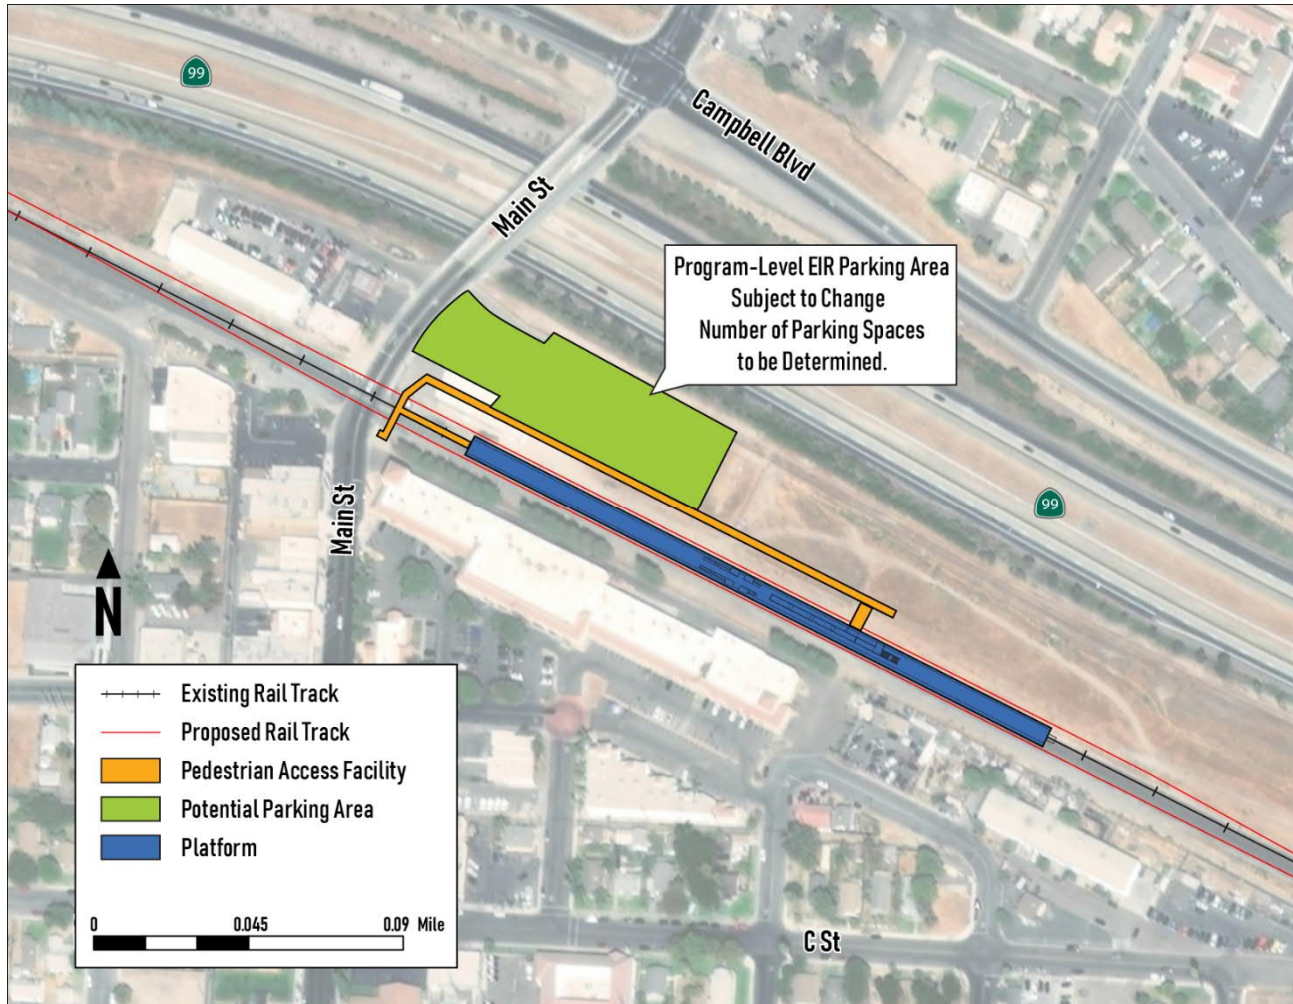 99
Campbell Blvd
Main St
Program-Level EIR Parking Area
Subject to Change
Number of Parking Spaces
to be Determined.
99
Main St
N
Existing Rail Track
Proposed Rail Track
Pedestrian Access Facility
Potential Parking Area
Platform
0 0.045 0.09 Mile
C St